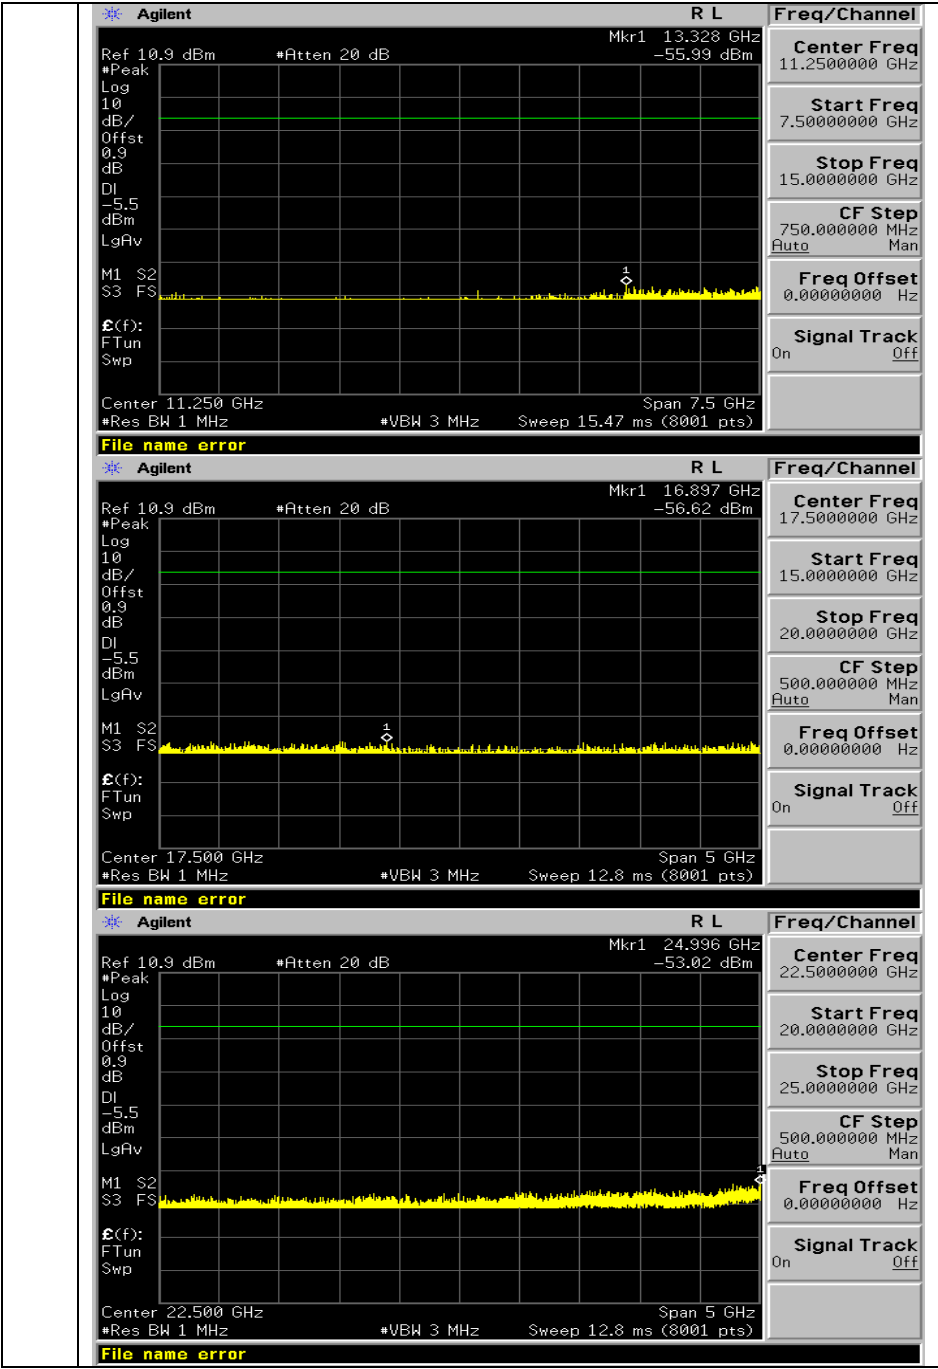 Agilent R L Freq/Channel
Mkr1 13.328 GHz
Ref 10.9 dBm #Atten 20 dB -55.99 dBm
#Peak
Log
10
dB/
Offst
0.9
dB
DI
-5.5
dBm
LgAv
M1 S2
S3 FS
1
£(f):
FTun
Swp
Center 11.250 GHz Span 7.5 GHz
#Res BW 1 MHz #VBW 3 MHz Sweep 15.47 ms (8001 pts)
File name error
Center Freq
11.2500000 GHz
Start Freq
7.50000000 GHz
Stop Freq
15.0000000 GHz
CF Step
750.000000 MHz
Auto Man
Freq Offset
0.00000000 Hz
Signal Track
On Off
Agilent R L Freq/Channel
Mkr1 16.897 GHz
Ref 10.9 dBm #Atten 20 dB -56.62 dBm
#Peak
Log
10
dB/
Offst
0.9
dB
DI
-5.5
dBm
LgAv
M1 S2
S3 FS
1
£(f):
FTun
Swp
Center 17.500 GHz Span 5 GHz
#Res BW 1 MHz #VBW 3 MHz Sweep 12.8 ms (8001 pts)
File name error
Center Freq
17.5000000 GHz
Start Freq
15.0000000 GHz
Stop Freq
20.0000000 GHz
CF Step
500.000000 MHz
Auto Man
Freq Offset
0.00000000 Hz
Signal Track
On Off
Agilent R L Freq/Channel
Mkr1 24.996 GHz
Ref 10.9 dBm #Atten 20 dB -53.02 dBm
#Peak
Log
10
dB/
Offst
0.9
dB
DI
-5.5
dBm
LgAv
M1 S2
S3 FS
1
£(f):
FTun
Swp
Center 22.500 GHz Span 5 GHz
#Res BW 1 MHz #VBW 3 MHz Sweep 12.8 ms (8001 pts)
File name error
Center Freq
22.5000000 GHz
Start Freq
20.0000000 GHz
Stop Freq
25.0000000 GHz
CF Step
500.000000 MHz
Auto Man
Freq Offset
0.00000000 Hz
Signal Track
On Off